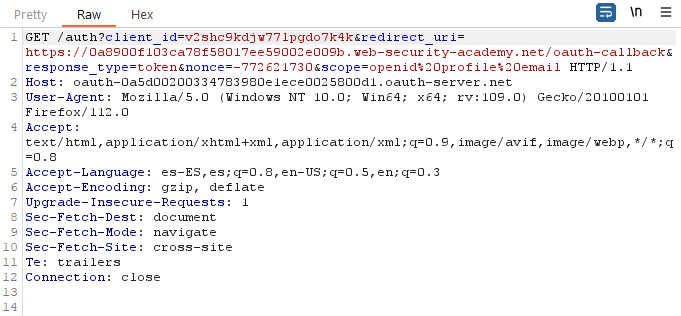 Pretty Raw Hex \n
1 GET /auth?client_id=v2shc9kdjw77lpgdo7k4k&redirect_uri=
https://0a8900f103ca78f58017ee59002e009b.web-security-academy.net/oauth-callback&
response_type=token&nonce=-772621730&scope=openid%20profile%20email HTTP/1.1
2 Host: oauth-0a5d00200334783980e1ece0025800d1.oauth-server.net
3 User-Agent: Mozilla/5.0 (Windows NT 10.0; Win64; x64; rv:109.0) Gecko/20100101
Firefox/112.0
4 Accept:
text/html,application/xhtml+xml,application/xml;q=0.9,image/avif,image/webp,*/*;q
=0.8
5 Accept-Language: es-ES,es;q=0.8,en-US;q=0.5,en;q=0.3
6 Accept-Encoding: gzip, deflate
7 Upgrade-Insecure-Requests: 1
8 Sec-Fetch-Dest: document
9 Sec-Fetch-Mode: navigate
10 Sec-Fetch-Site: cross-site
11 Te: trailers
12 Connection: close
13
14